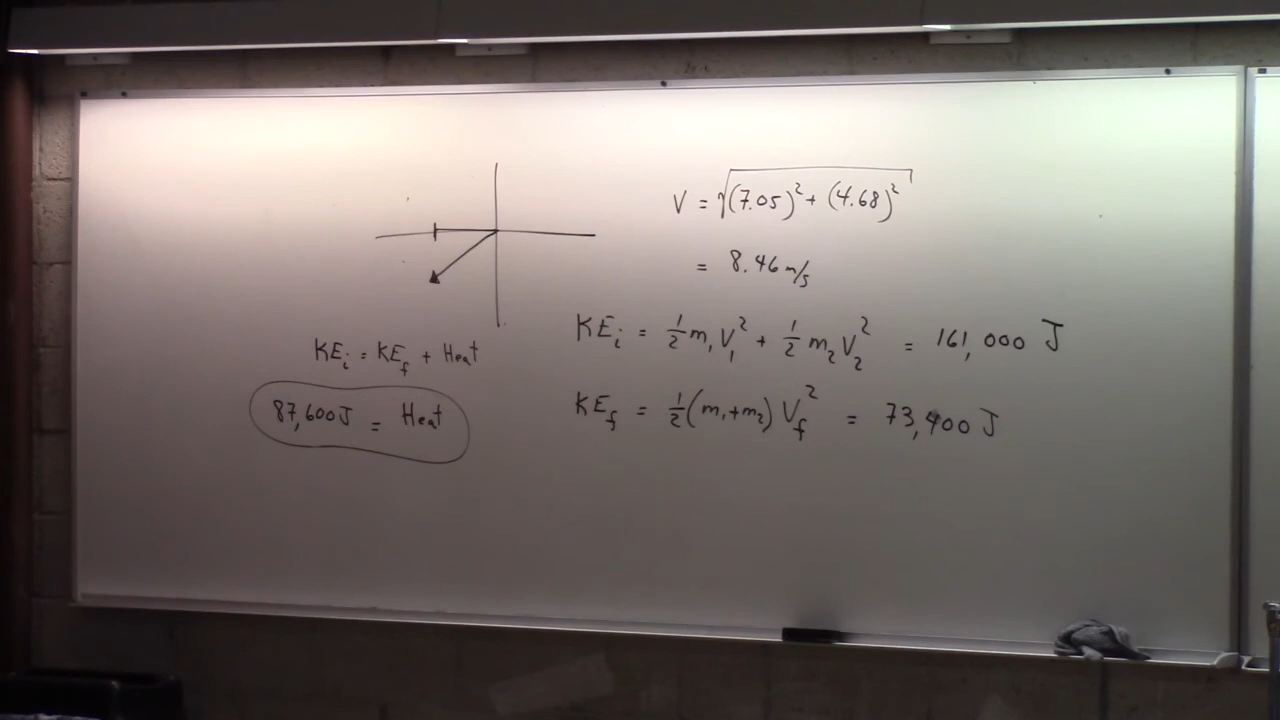 V = √(7.05)² + (4.68)²
= 8.46 m/s
KEᵢ = ½m₁V₁² + ½m₂V₂² = 161,000 J
KE_f = ½(m₁+m₂)V_f² = 73,400 J
KEᵢ = KE_f + Heat
87,600J = Heat